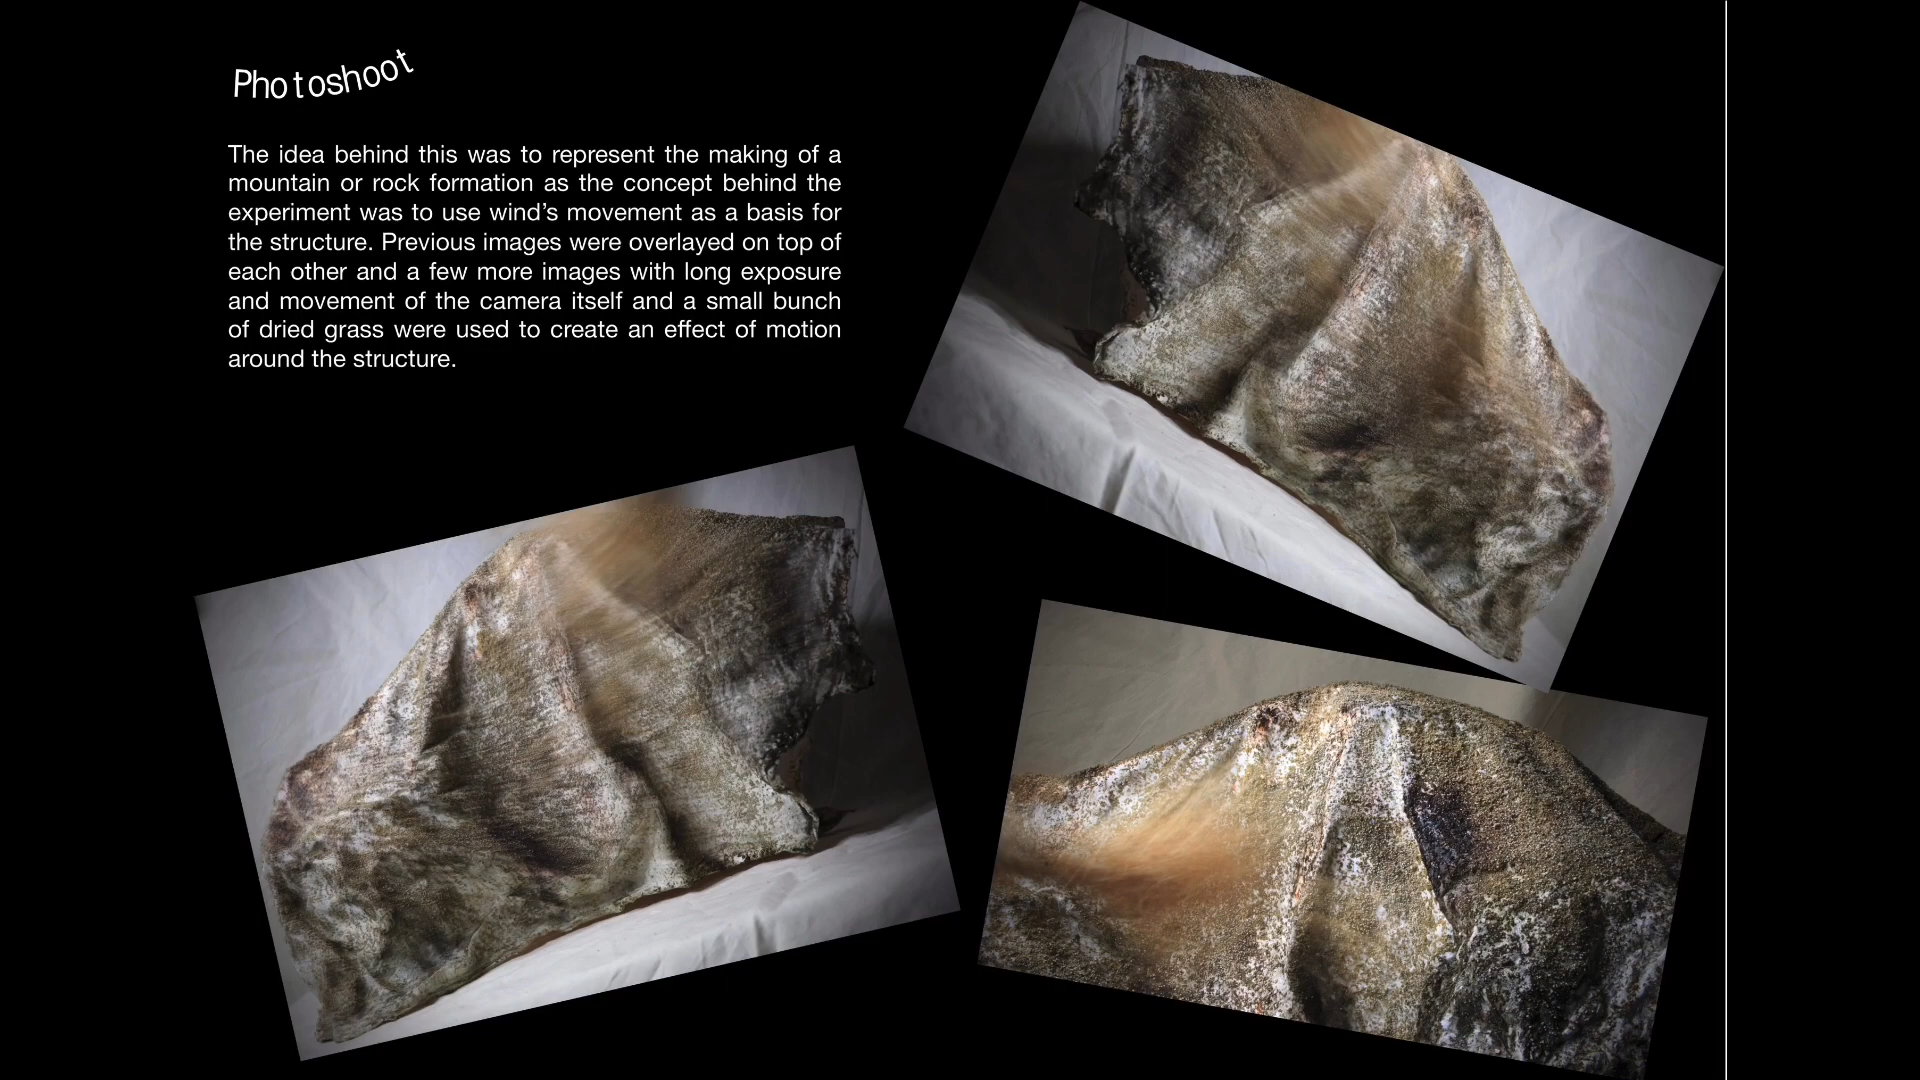 Photoshoot
The idea behind this was to represent the making of a
mountain or rock formation as the concept behind the
experiment was to use wind’s movement as a basis for
the structure. Previous images were overlayed on top of
each other and a few more images with long exposure
and movement of the camera itself and a small bunch
of dried grass were used to create an effect of motion
around the structure.